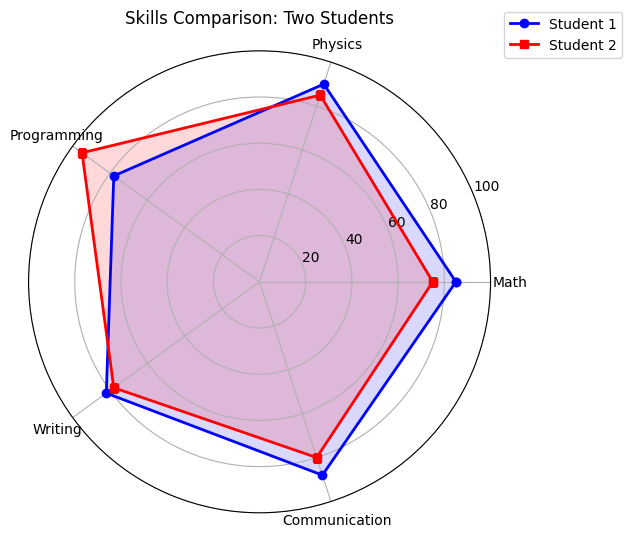 Skills Comparison: Two Students
Student 1
Student 2
Physics
Programming
100
80
60
40
20
Math
Writing
Communication